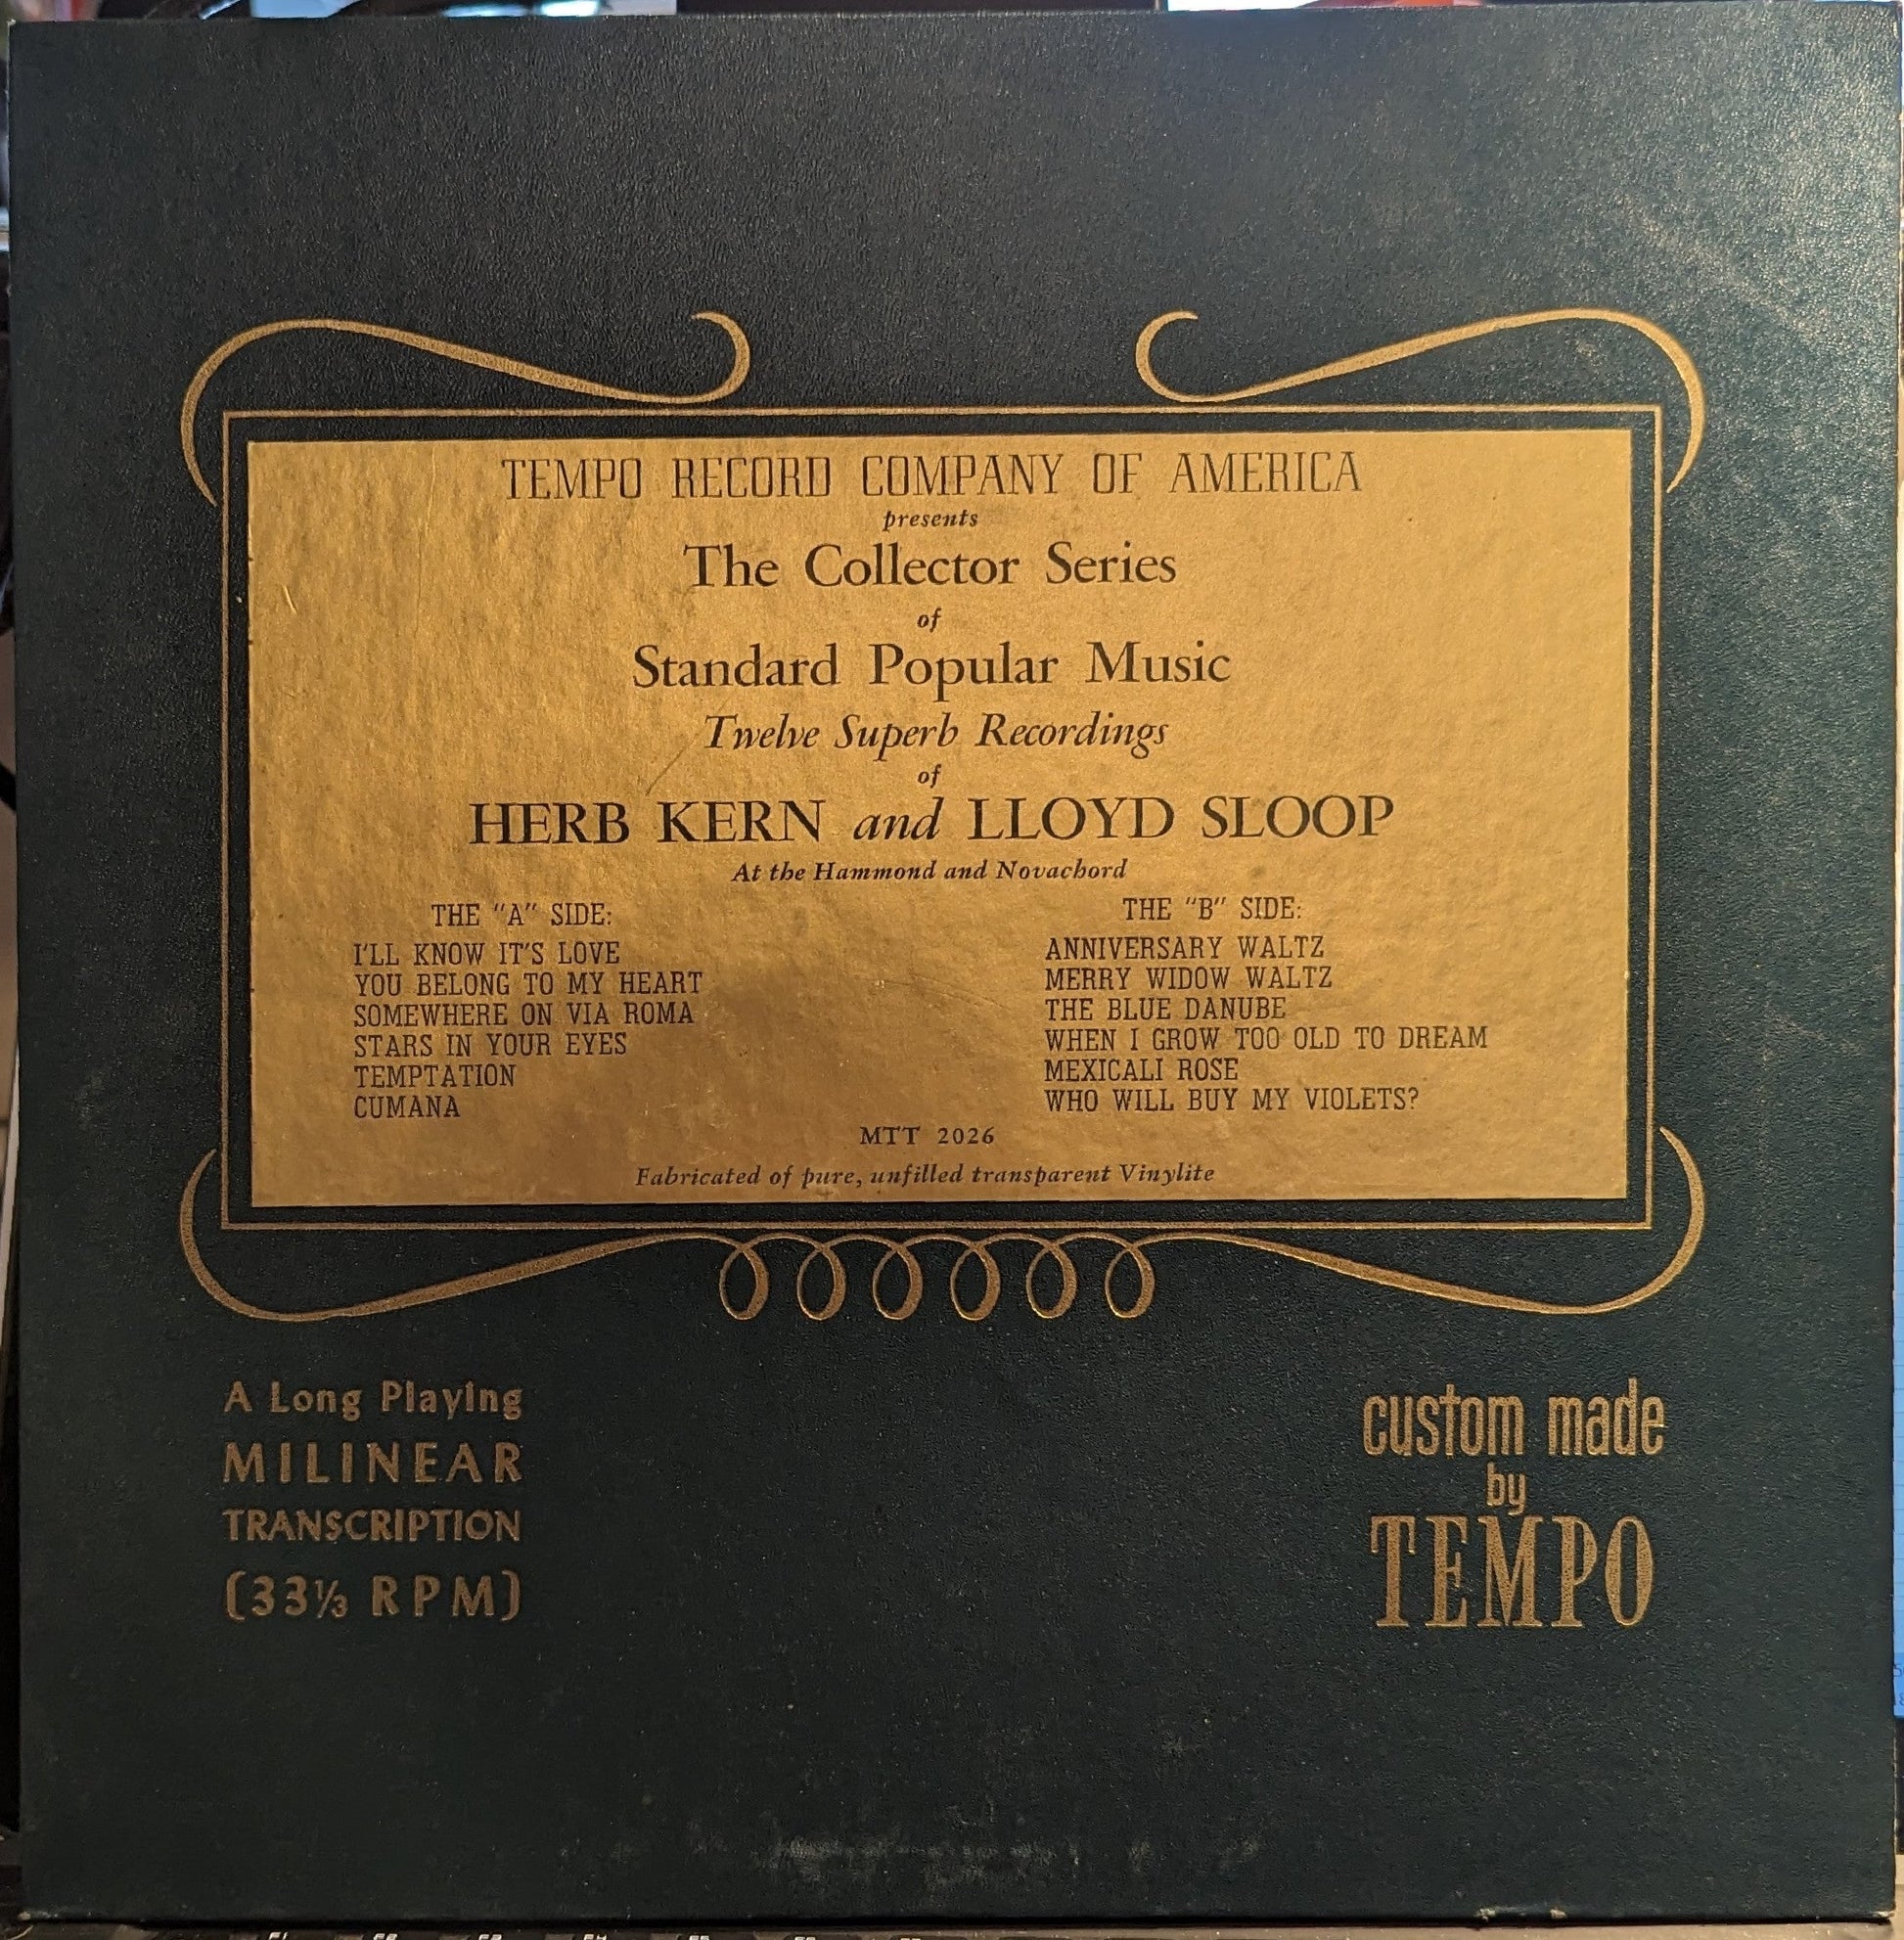 TEMPO RECORD COMPANY OF AMERICA
presents
The Collector Series
of
Standard Popular Music
Twelve Superb Recordings
of
HERB KERN and LLOYD SLOOP
At the Hammond and Novachord
THE "A" SIDE:
I'LL KNOW IT'S LOVE
YOU BELONG TO MY HEART
SOMEWHERE ON VIA ROMA
STARS IN YOUR EYES
TEMPTATION
CUMANA
THE "B" SIDE:
ANNIVERSARY WALTZ
MERRY WIDOW WALTZ
THE BLUE DANUBE
WHEN I GROW TOO OLD TO DREAM
MEXICALI ROSE
WHO WILL BUY MY VIOLETS?
MTT 2026
Fabricated of pure, unfilled transparent Vinylite
A Long Playing
MILINEAR
TRANSCRIPTION
(33⅓ RPM)
custom made
by
TEMPO